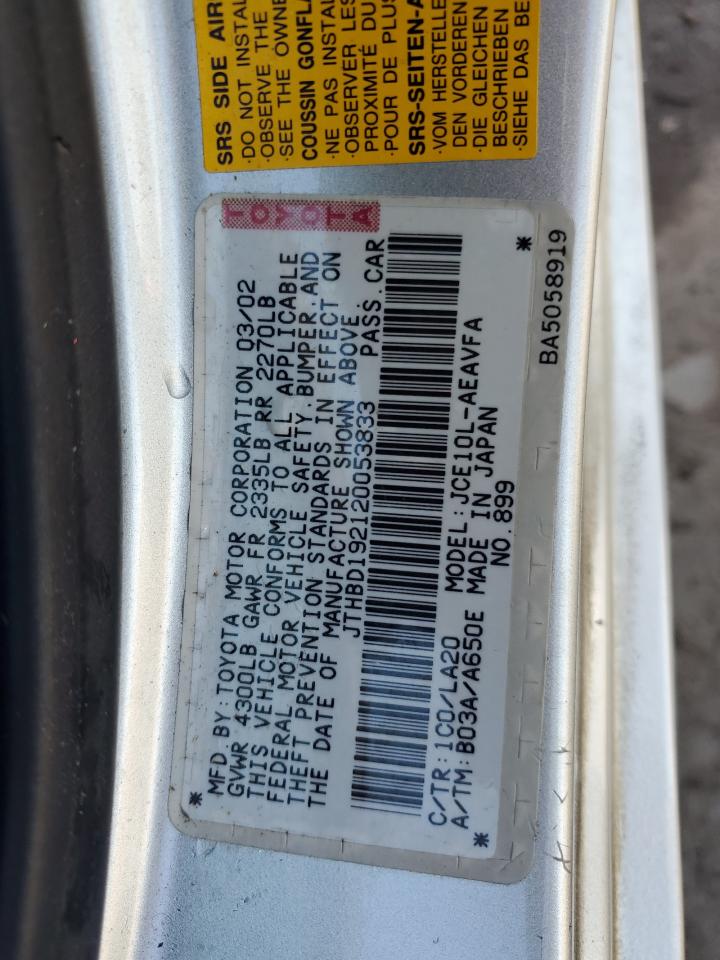 SRS SIDE AIR
·DO NOT INSTAL
·OBSERVE THE
·SEE THE OWNE
COUSSIN GONFLA
·NE PAS INSTAL
·OBSERVER LES
PROXIMITÉ DU
·POUR DE PLUS
SRS-SEITEN-A
·VOM HERSTELLE
DEN VORDEREN
·DIE GLEICHEN
BESCHRIEBEN
·SIEHE DAS BE
TOYOTA
MFD. BY: TOYOTA MOTOR CORPORATION 03/02
GVWR 4300LB GAWR FR 2335LB RR 2270LB
THIS VEHICLE CONFORMS TO ALL APPLICABLE
FEDERAL MOTOR VEHICLE SAFETY, BUMPER, AND
THEFT PREVENTION STANDARDS IN EFFECT ON
THE DATE OF MANUFACTURE SHOWN ABOVE.
JTHBD192120053833 PASS. CAR
C/TR: 1C0/LA20 MODEL: JCE10L-AEAVFA
A/TM: B03A/A650E MADE IN JAPAN
NO. 899
BA5058919